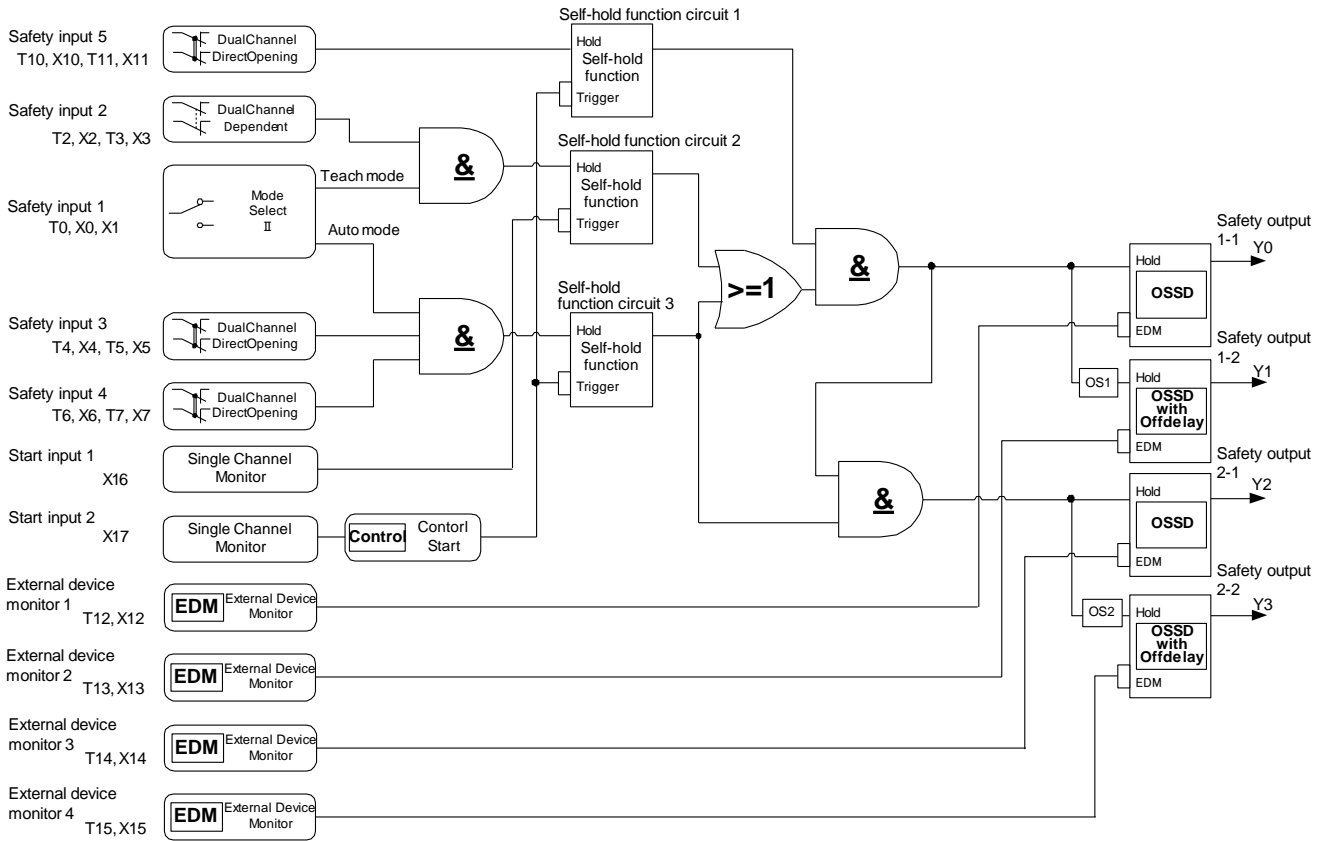 Self-hold function circuit 1
Safety input 5
T10, X10, T11, X11
DualChannel
DirectOpening
Hold
Self-hold
function
Trigger
Safety input 2
T2, X2, T3, X3
DualChannel
Dependent
&
Self-hold function circuit 2
Hold
Self-hold
function
Trigger
Safety input 1
T0, X0, X1
Mode
Select
II
Teach mode
Auto mode
Safety input 3
T4, X4, T5, X5
DualChannel
DirectOpening
&
Self-hold
function circuit 3
Hold
Self-hold
function
Trigger
>=1
&
Safety output
1-1
Y0
Hold
OSSD
EDM
Safety output
1-2
Y1
OS1
Hold
OSSD
with
Offdelay
EDM
Safety input 4
T6, X6, T7, X7
DualChannel
DirectOpening
Start input 1
X16
Single Channel
Monitor
Start input 2
X17
Single Channel
Monitor
Control
Contorl
Start
&
Safety output
2-1
Y2
Hold
OSSD
EDM
Safety output
2-2
Y3
OS2
Hold
OSSD
with
Offdelay
EDM
External device
monitor 1
T12, X12
EDM
External Device
Monitor
External device
monitor 2
T13, X13
EDM
External Device
Monitor
External device
monitor 3
T14, X14
EDM
External Device
Monitor
External device
monitor 4
T15, X15
EDM
External Device
Monitor